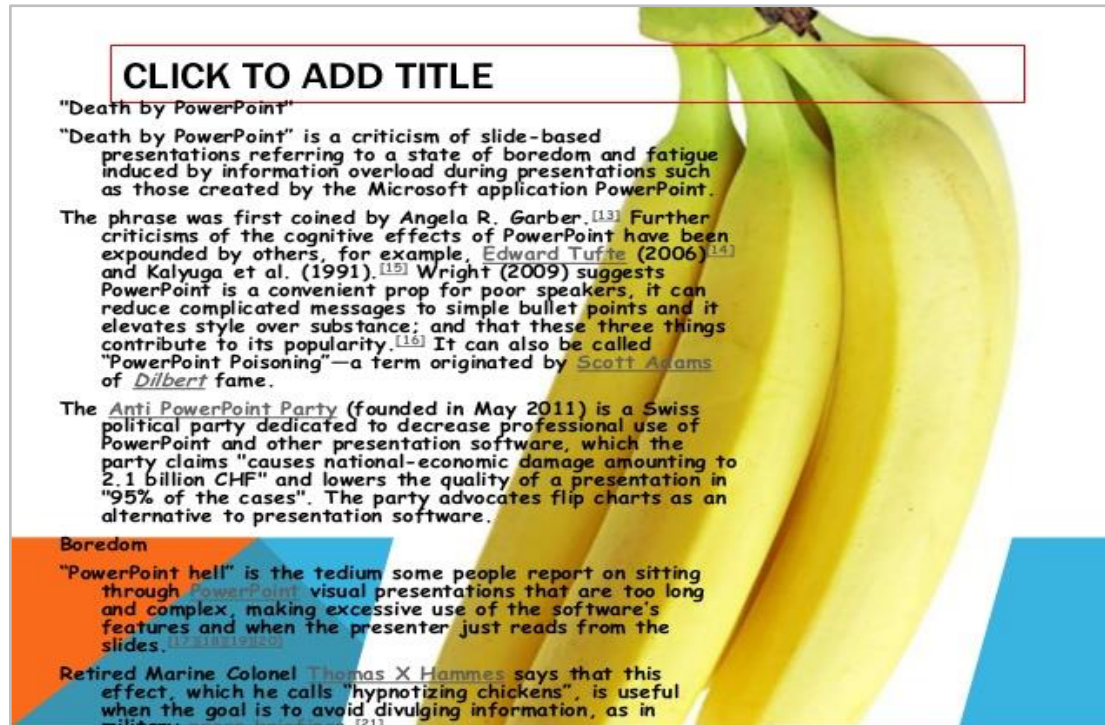 CLICK TO ADD TITLE
"Death by PowerPoint"
“Death by PowerPoint” is a criticism of slide-based
presentations referring to a state of boredom and fatigue
induced by information overload during presentations such
as those created by the Microsoft application PowerPoint.
The phrase was first coined by Angela R. Garber.[13] Further
criticisms of the cognitive effects of PowerPoint have been
expounded by others, for example, Edward Tufte (2006)[14]
and Kalyuga et al. (1991).[15] Wright (2009) suggests
PowerPoint is a convenient prop for poor speakers, it can
reduce complicated messages to simple bullet points and it
elevates style over substance; and that these three things
contribute to its popularity.[16] It can also be called
“PowerPoint Poisoning”—a term originated by Scott Adams
of Dilbert fame.
The Anti PowerPoint Party (founded in May 2011) is a Swiss
political party dedicated to decrease professional use of
PowerPoint and other presentation software, which the
party claims "causes national-economic damage amounting to
2.1 billion CHF" and lowers the quality of a presentation in
"95% of the cases". The party advocates flip charts as an
alternative to presentation software.
Boredom
“PowerPoint hell” is the tedium some people report on sitting
through PowerPoint visual presentations that are too long
and complex, making excessive use of the software's
features and when the presenter just reads from the
slides.[17][18][19][20]
Retired Marine Colonel Thomas X Hammes says that this
effect, which he calls “hypnotizing chickens”, is useful
when the goal is to avoid divulging information, as in
military press briefings.[21]